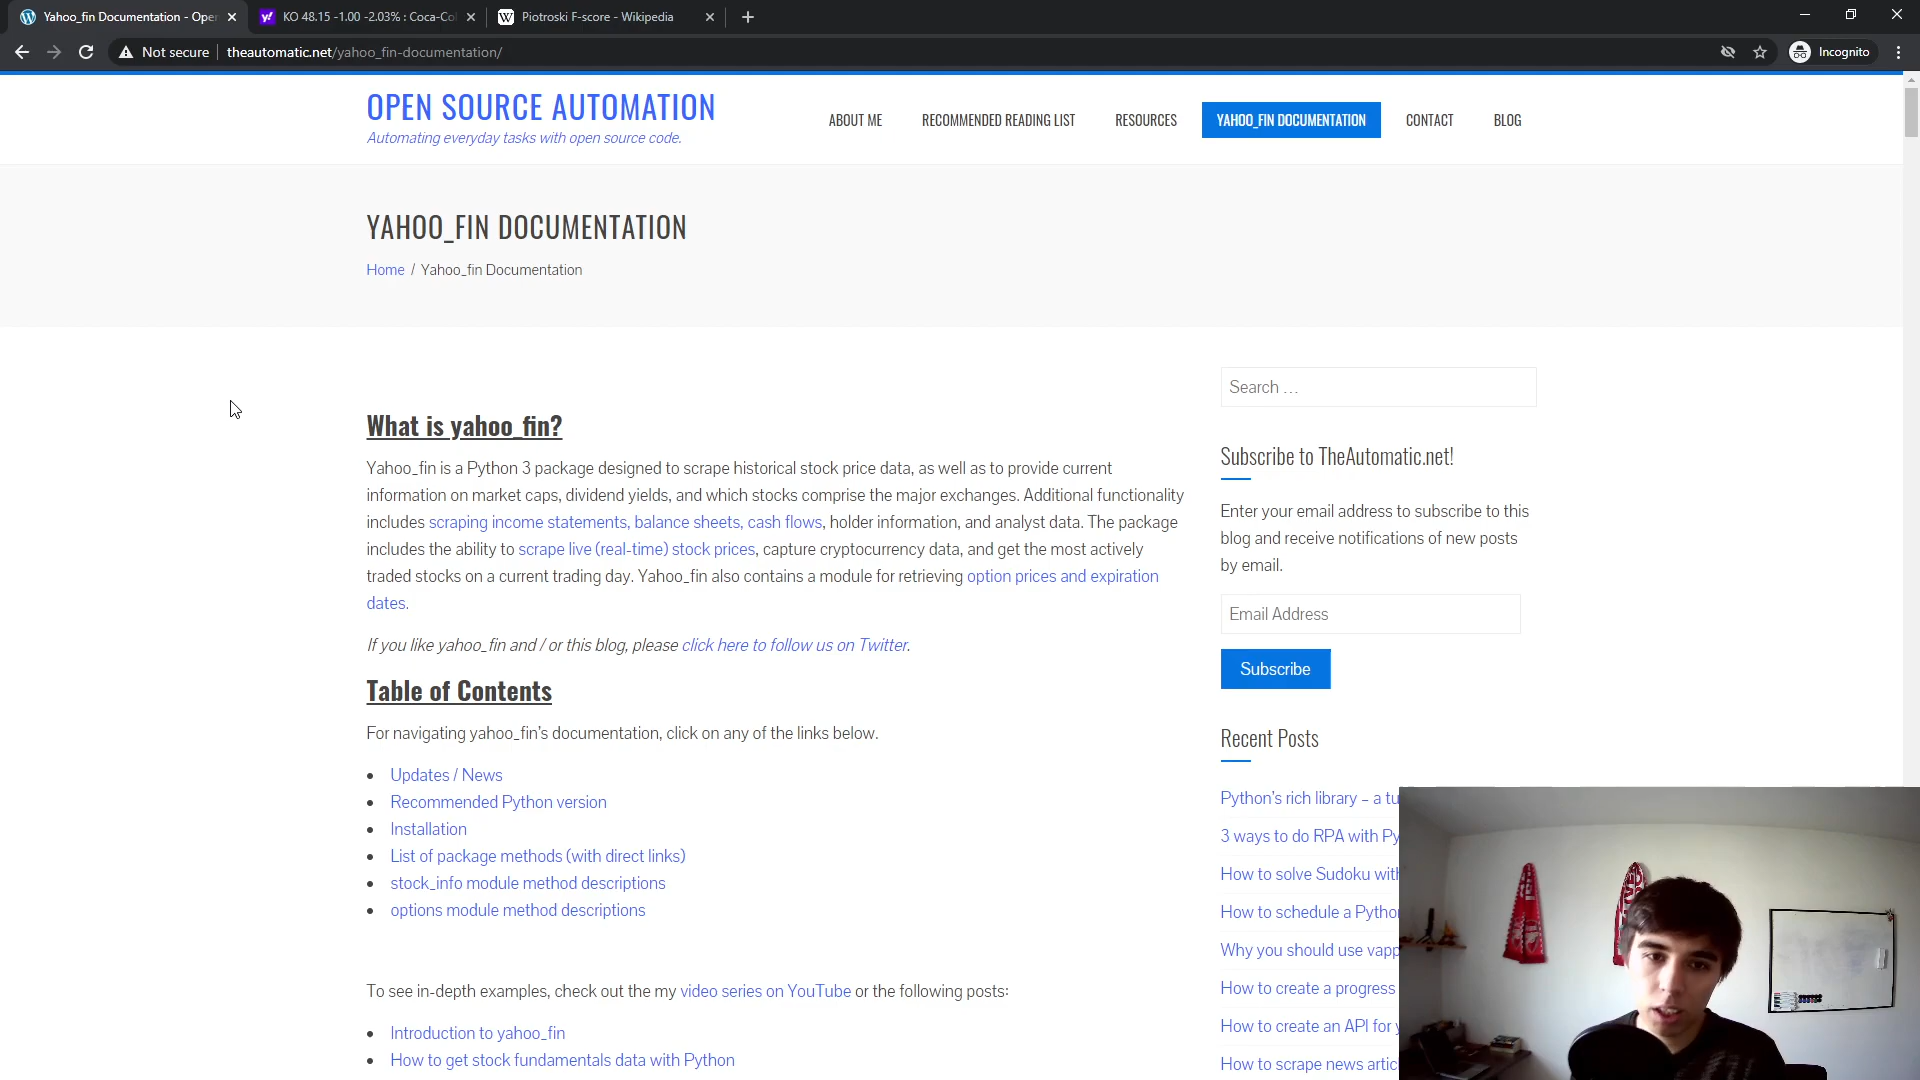 Yahoo_fin Documentation - Oper
KO 48.15 -1.00 -2.03% : Coca-Col
Piotroski F-score - Wikipedia
Not secure
theautomatic.net/yahoo_fin-documentation/
Incognito
OPEN SOURCE AUTOMATION
Automating everyday tasks with open source code.
ABOUT ME
RECOMMENDED READING LIST
RESOURCES
YAHOO_FIN DOCUMENTATION
CONTACT
BLOG
YAHOO_FIN DOCUMENTATION
Home / Yahoo_fin Documentation
What is yahoo_fin?
Yahoo_fin is a Python 3 package designed to scrape historical stock price data, as well as to provide current
information on market caps, dividend yields, and which stocks comprise the major exchanges. Additional functionality
includes scraping income statements, balance sheets, cash flows, holder information, and analyst data. The package
includes the ability to scrape live (real-time) stock prices, capture cryptocurrency data, and get the most actively
traded stocks on a current trading day. Yahoo_fin also contains a module for retrieving option prices and expiration
dates.
If you like yahoo_fin and / or this blog, please click here to follow us on Twitter.
Table of Contents
For navigating yahoo_fin's documentation, click on any of the links below.
Updates / News
Recommended Python version
Installation
List of package methods (with direct links)
stock_info module method descriptions
options module method descriptions
To see in-depth examples, check out the my video series on YouTube or the following posts:
Introduction to yahoo_fin
How to get stock fundamentals data with Python
Search …
Subscribe to TheAutomatic.net!
Enter your email address to subscribe to this
blog and receive notifications of new posts
by email.
Email Address
Subscribe
Recent Posts
Python's rich library – a tu
3 ways to do RPA with Py
How to solve Sudoku with
How to schedule a Python
Why you should use vapp
How to create a progress
How to create an API for y
How to scrape news artic